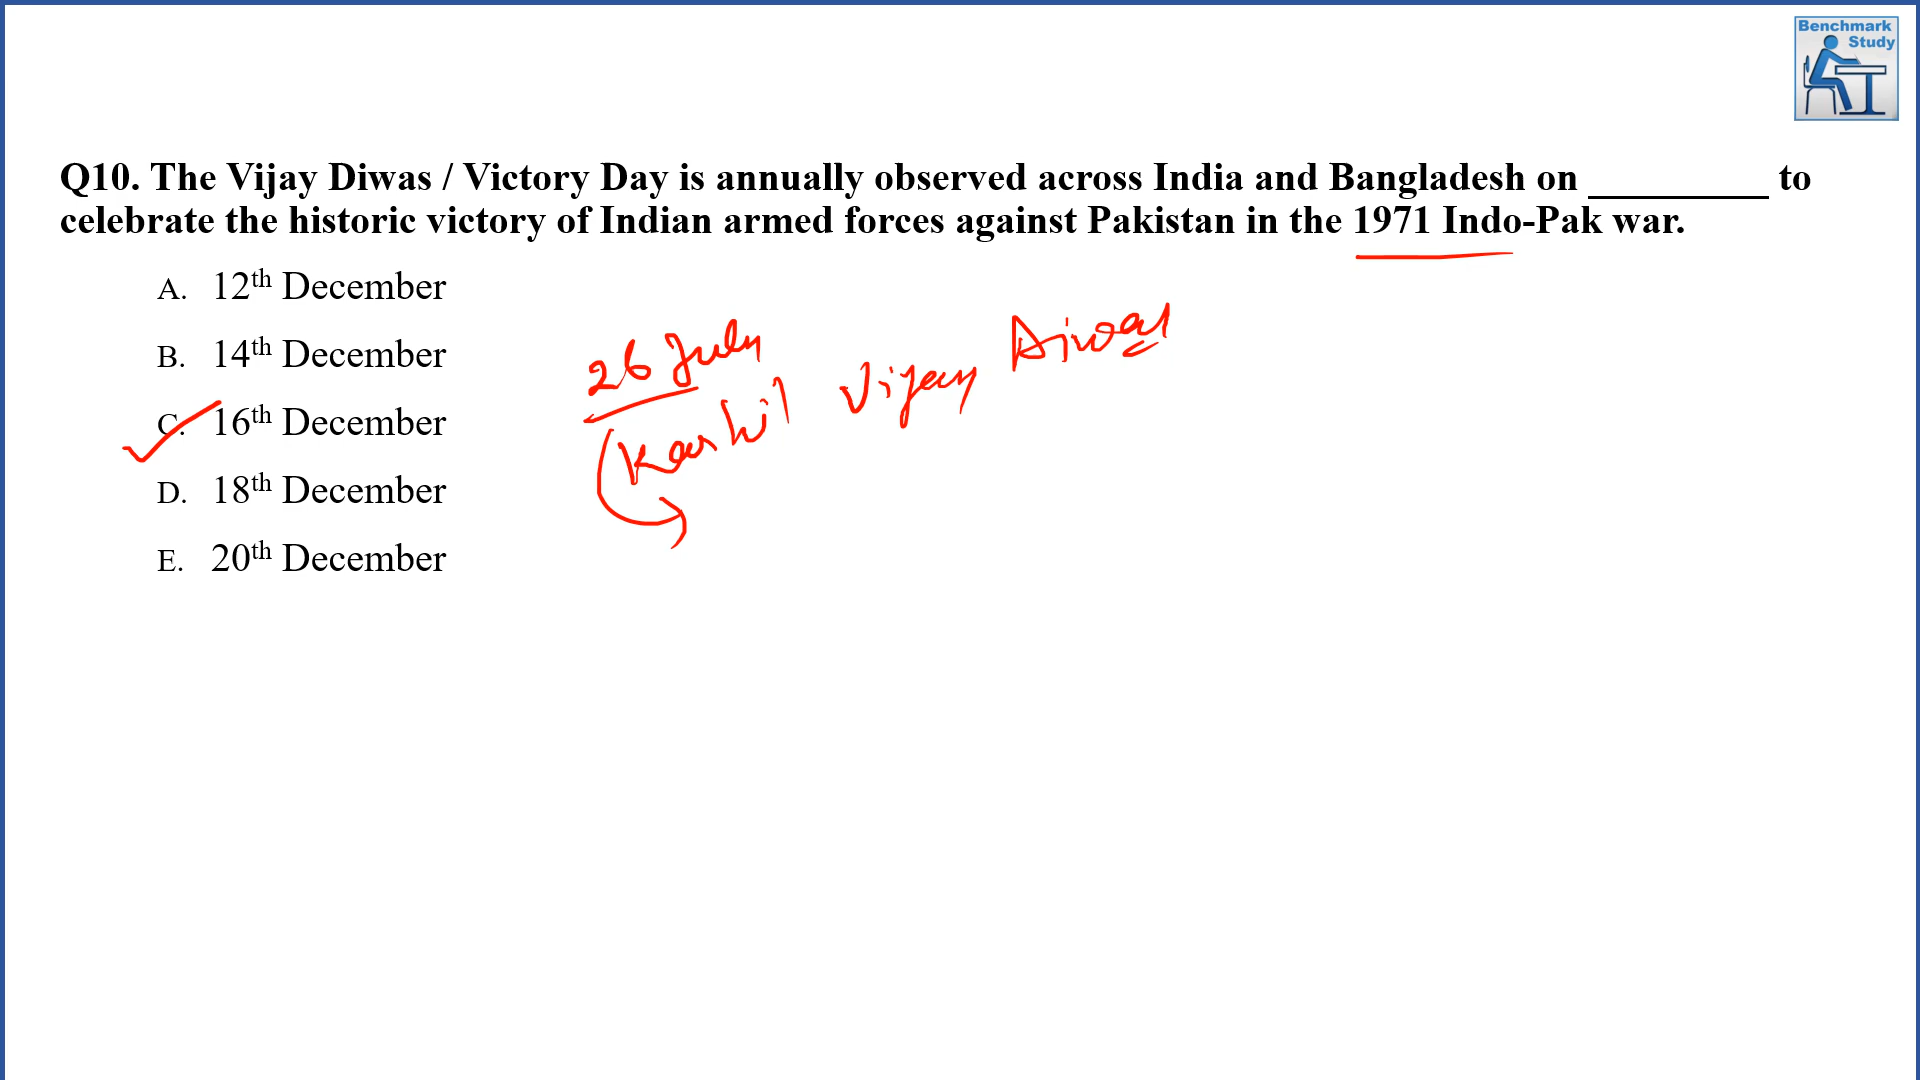 Benchmark
Study
Q10. The Vijay Diwas / Victory Day is annually observed across India and Bangladesh on _________ to
celebrate the historic victory of Indian armed forces against Pakistan in the 1971 Indo-Pak war.
A. 12th December
B. 14th December
C. 16th December
D. 18th December
E. 20th December
26 July
Kargil Vijay Diwas